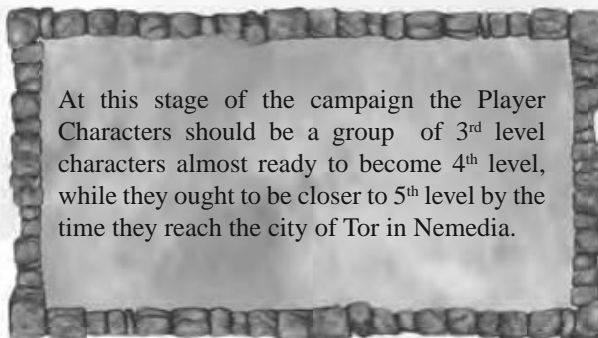 At this stage of the campaign the Player
Characters should be a group of 3rd level
characters almost ready to become 4th level,
while they ought to be closer to 5th level by the
time they reach the city of Tor in Nemedia.